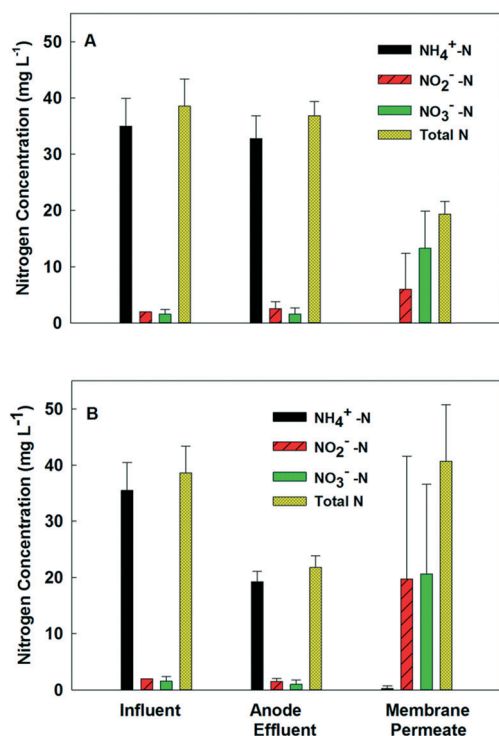 A
NH₄⁺-N
NO₂⁻-N
NO₃⁻-N
Total N
Nitrogen Concentration (mg L⁻¹)
50
40
30
20
10
0
B
NH₄⁺-N
NO₂⁻-N
NO₃⁻-N
Total N
Nitrogen Concentration (mg L⁻¹)
50
40
30
20
10
0
Influent
Anode
Effluent
Membrane
Permeate